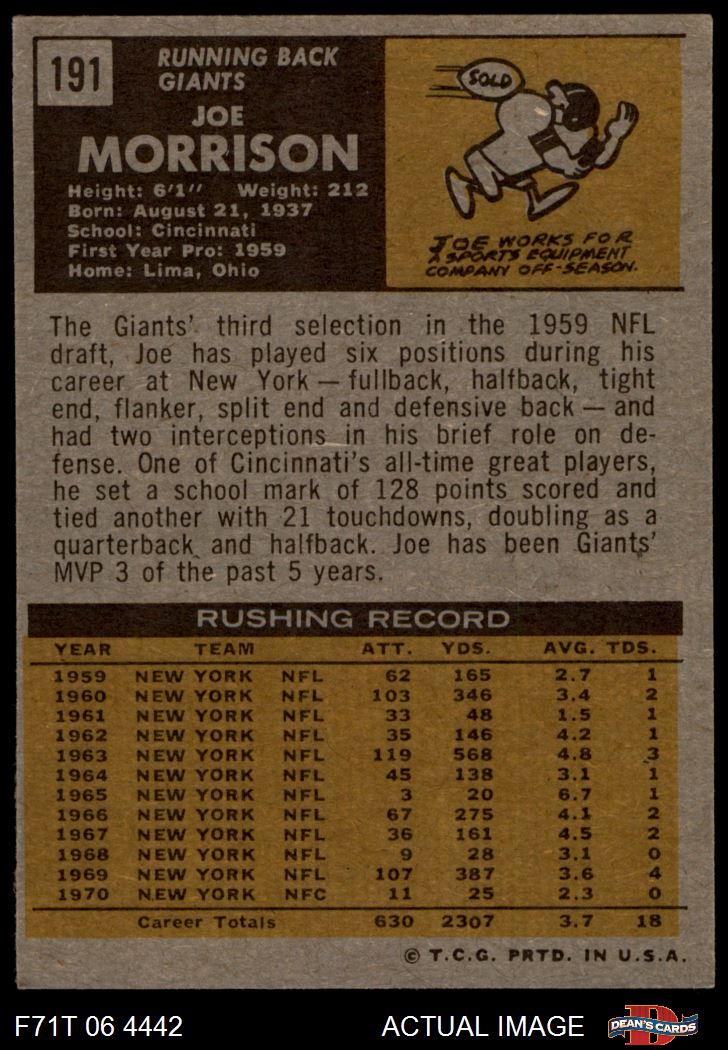 191
RUNNING BACK
GIANTS
JOE
MORRISON
Height: 6'1" Weight: 212
Born: August 21, 1937
School: Cincinnati
First Year Pro: 1959
Home: Lima, Ohio
SOLD
JOE WORKS FOR
A SPORTS EQUIPMENT
COMPANY OFF-SEASON.
The Giants' third selection in the 1959 NFL
draft, Joe has played six positions during his
career at New York — fullback, halfback, tight
end, flanker, split end and defensive back — and
had two interceptions in his brief role on de-
fense. One of Cincinnati's all-time great players,
he set a school mark of 128 points scored and
tied another with 21 touchdowns, doubling as a
quarterback and halfback. Joe has been Giants'
MVP 3 of the past 5 years.
RUSHING RECORD
YEAR TEAM ATT. YDS. AVG. TDS.
1959 NEW YORK NFL 62 165 2.7 1
1960 NEW YORK NFL 103 346 3.4 2
1961 NEW YORK NFL 33 48 1.5 1
1962 NEW YORK NFL 35 146 4.2 1
1963 NEW YORK NFL 119 568 4.8 3
1964 NEW YORK NFL 45 138 3.1 1
1965 NEW YORK NFL 3 20 6.7 1
1966 NEW YORK NFL 67 275 4.1 2
1967 NEW YORK NFL 36 161 4.5 2
1968 NEW YORK NFL 9 28 3.1 0
1969 NEW YORK NFL 107 387 3.6 4
1970 NEW YORK NFC 11 25 2.3 0
Career Totals 630 2307 3.7 18
© T.C.G. PRTD. IN U.S.A.
F71T 06 4442 ACTUAL IMAGE D DEAN'S CARDS